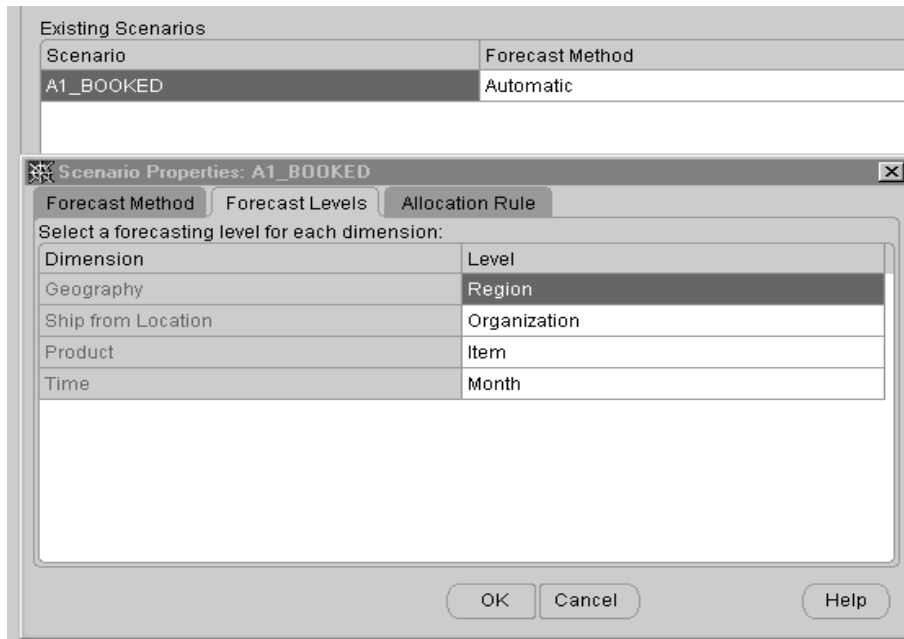 Existing Scenarios
Scenario Forecast Method
A1_BOOKED Automatic
Scenario Properties: A1_BOOKED
Forecast Method Forecast Levels Allocation Rule
Select a forecasting level for each dimension:
Dimension Level
Geography Region
Ship from Location Organization
Product Item
Time Month
OK Cancel Help